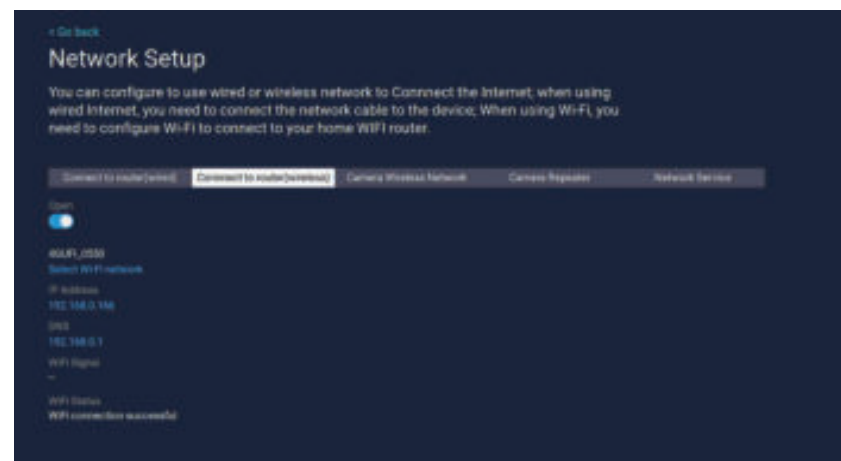 < Go back
Network Setup
You can configure to use wired or wireless network to Connnect the Internet, when using
wired Internet, you need to connect the network cable to the device; When using Wi-Fi, you
need to configure Wi-Fi to connect to your home WIFI router.
Connect to router(wired) Connnect to router(wireless) Camera Wireless Network Camera Repeater Network Service
Open
4GUFI_0550
Select Wi-Fi network
IP Address
192.168.0.166
DNS
192.168.0.1
WiFi Signal
--
WiFi Status
WiFi connection successful